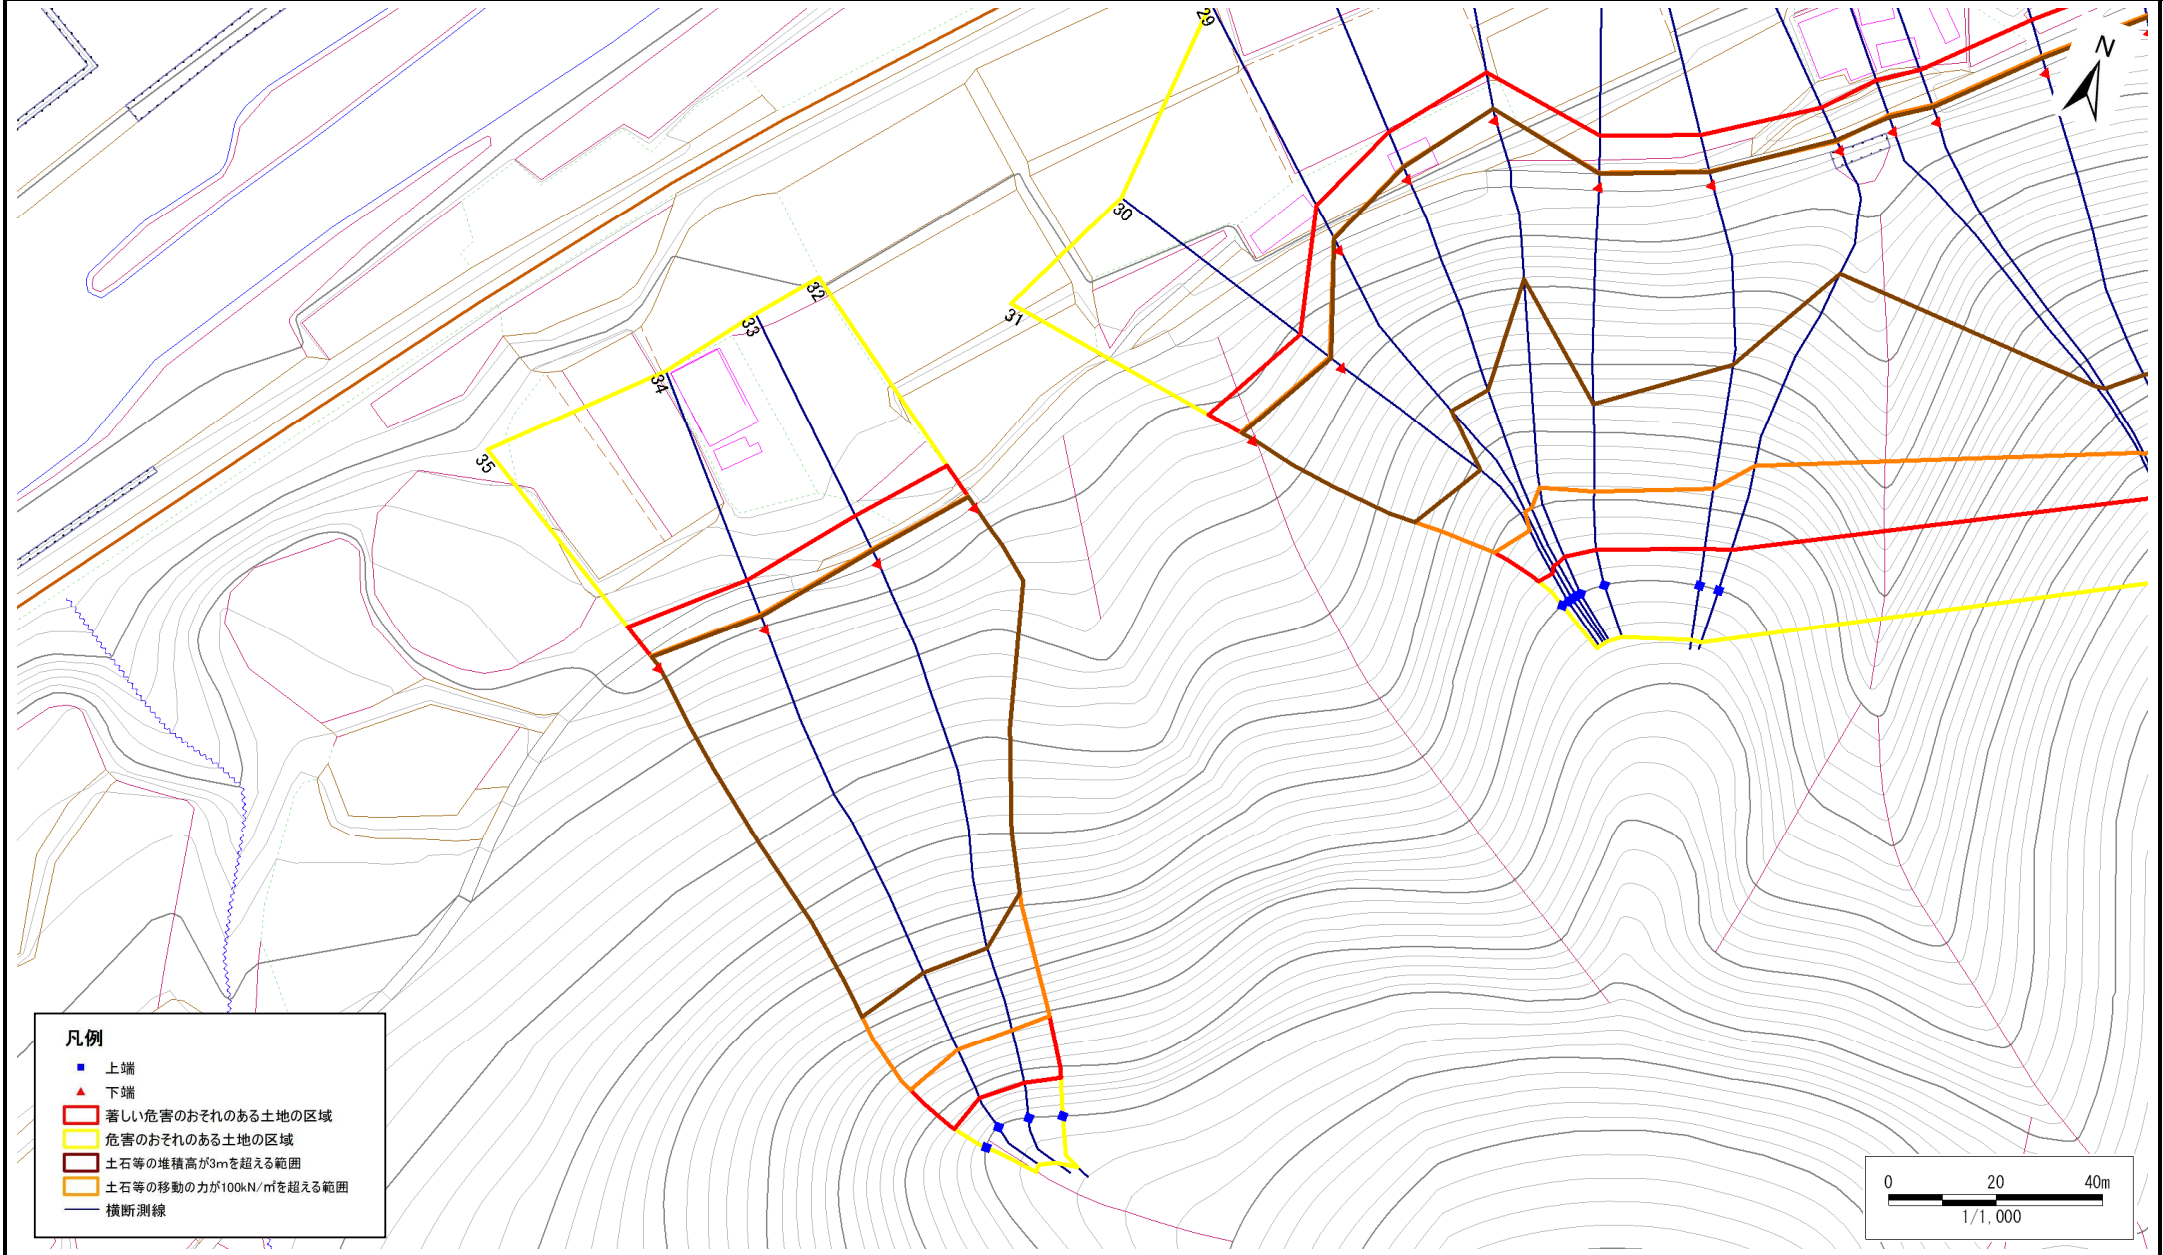 29
N
30
31
32
33
34
35
凡例
上端
下端
著しい危害のおそれのある土地の区域
危害のおそれのある土地の区域
土石等の堆積高が3mを超える範囲
土石等の移動の力が100kN/㎡を超える範囲
横断測線
0 20 40m
1/1,000